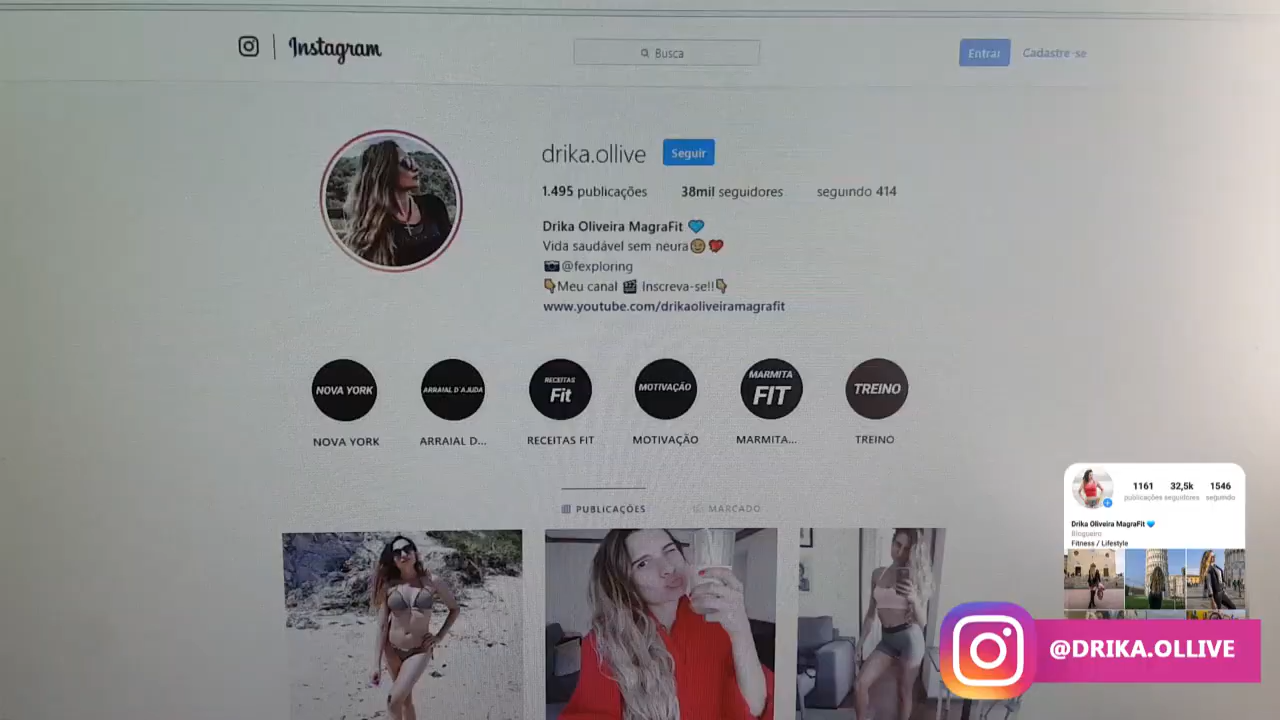 Instagram
Busca
Entrar
Cadastre-se
drika.ollive
Seguir
1.495 publicações
38mil seguidores
seguindo 414
Drika Oliveira MagraFit
Vida saudável sem neura
@fexploring
Meu canal Inscreva-se!!
www.youtube.com/drikaoliveiramagrafit
NOVA YORK
ARRAIAL D'AJUDA
RECEITAS
Fit
MOTIVAÇÃO
MARMITA
FIT
TREINO
NOVA YORK
ARRAIAL D...
RECEITAS FIT
MOTIVAÇÃO
MARMITA...
TREINO
PUBLICAÇÕES
MARCADO
1161 32,5k 1546
publicações seguidores seguindo
Drika Oliveira MagraFit
Blogueiro
Fitness / Lifestyle
@DRIKA.OLLIVE